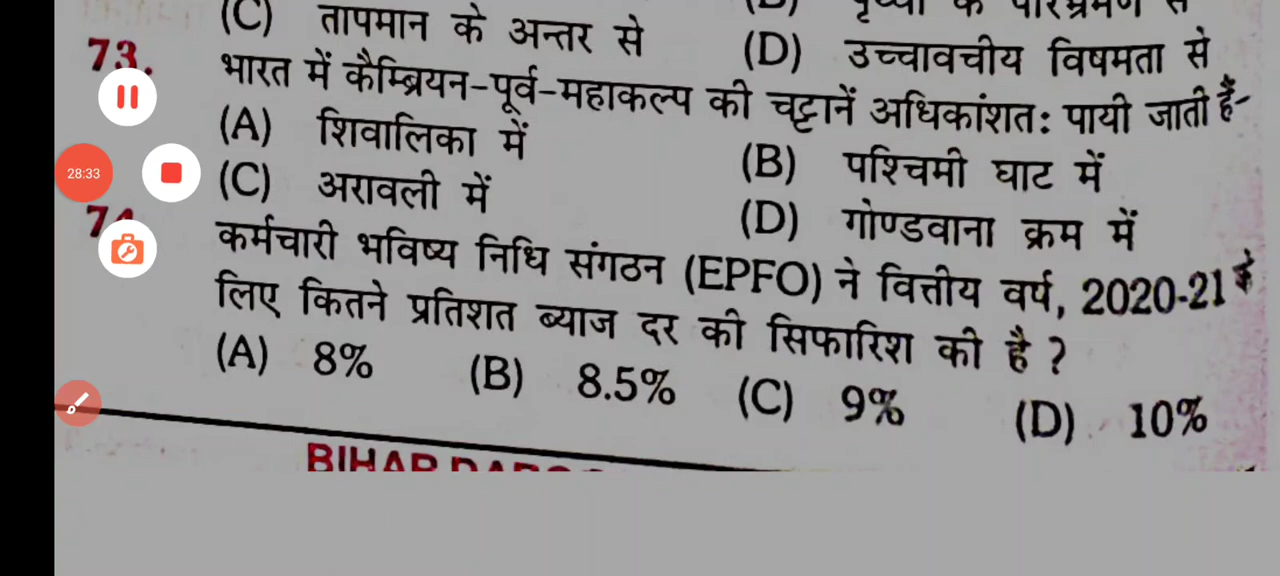 (C) तापमान के अन्तर से
(D) उच्चावचीय विषमता से
73. भारत में कैम्ब्रियन-पूर्व-महाकल्प की चट्टानें अधिकांशतः पायी जाती हैं-
(A) शिवालिका में
(B) पश्चिमी घाट में
28:33
(C) अरावली में
(D) गोण्डवाना क्रम में
74. कर्मचारी भविष्य निधि संगठन (EPFO) ने वित्तीय वर्ष, 2020-21 के
लिए कितने प्रतिशत ब्याज दर की सिफारिश की है ?
(A) 8% (B) 8.5% (C) 9% (D) 10%